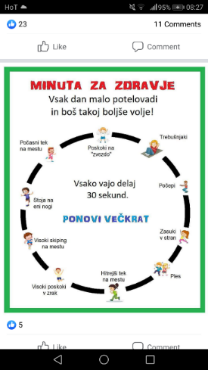 HoT
95% 08:27
23
11 Comments
Like
Comment
MINUTA ZA ZDRAVJE
Vsak dan malo potelovadi
in boš takoj boljše volje!
Poskoki na
"zvezdo"
Trebušnjaki
Počepi
Zasuki
v stran
Ples
Hitrejši tek
na mestu
Visoki poskoki
v zrak
Visoki skiping
na mestu
Stoja na
eni nogi
Počasni tek
na mestu
Vsako vajo delaj
30 sekund.
PONOVI VEČKRAT
5
Like
Comment